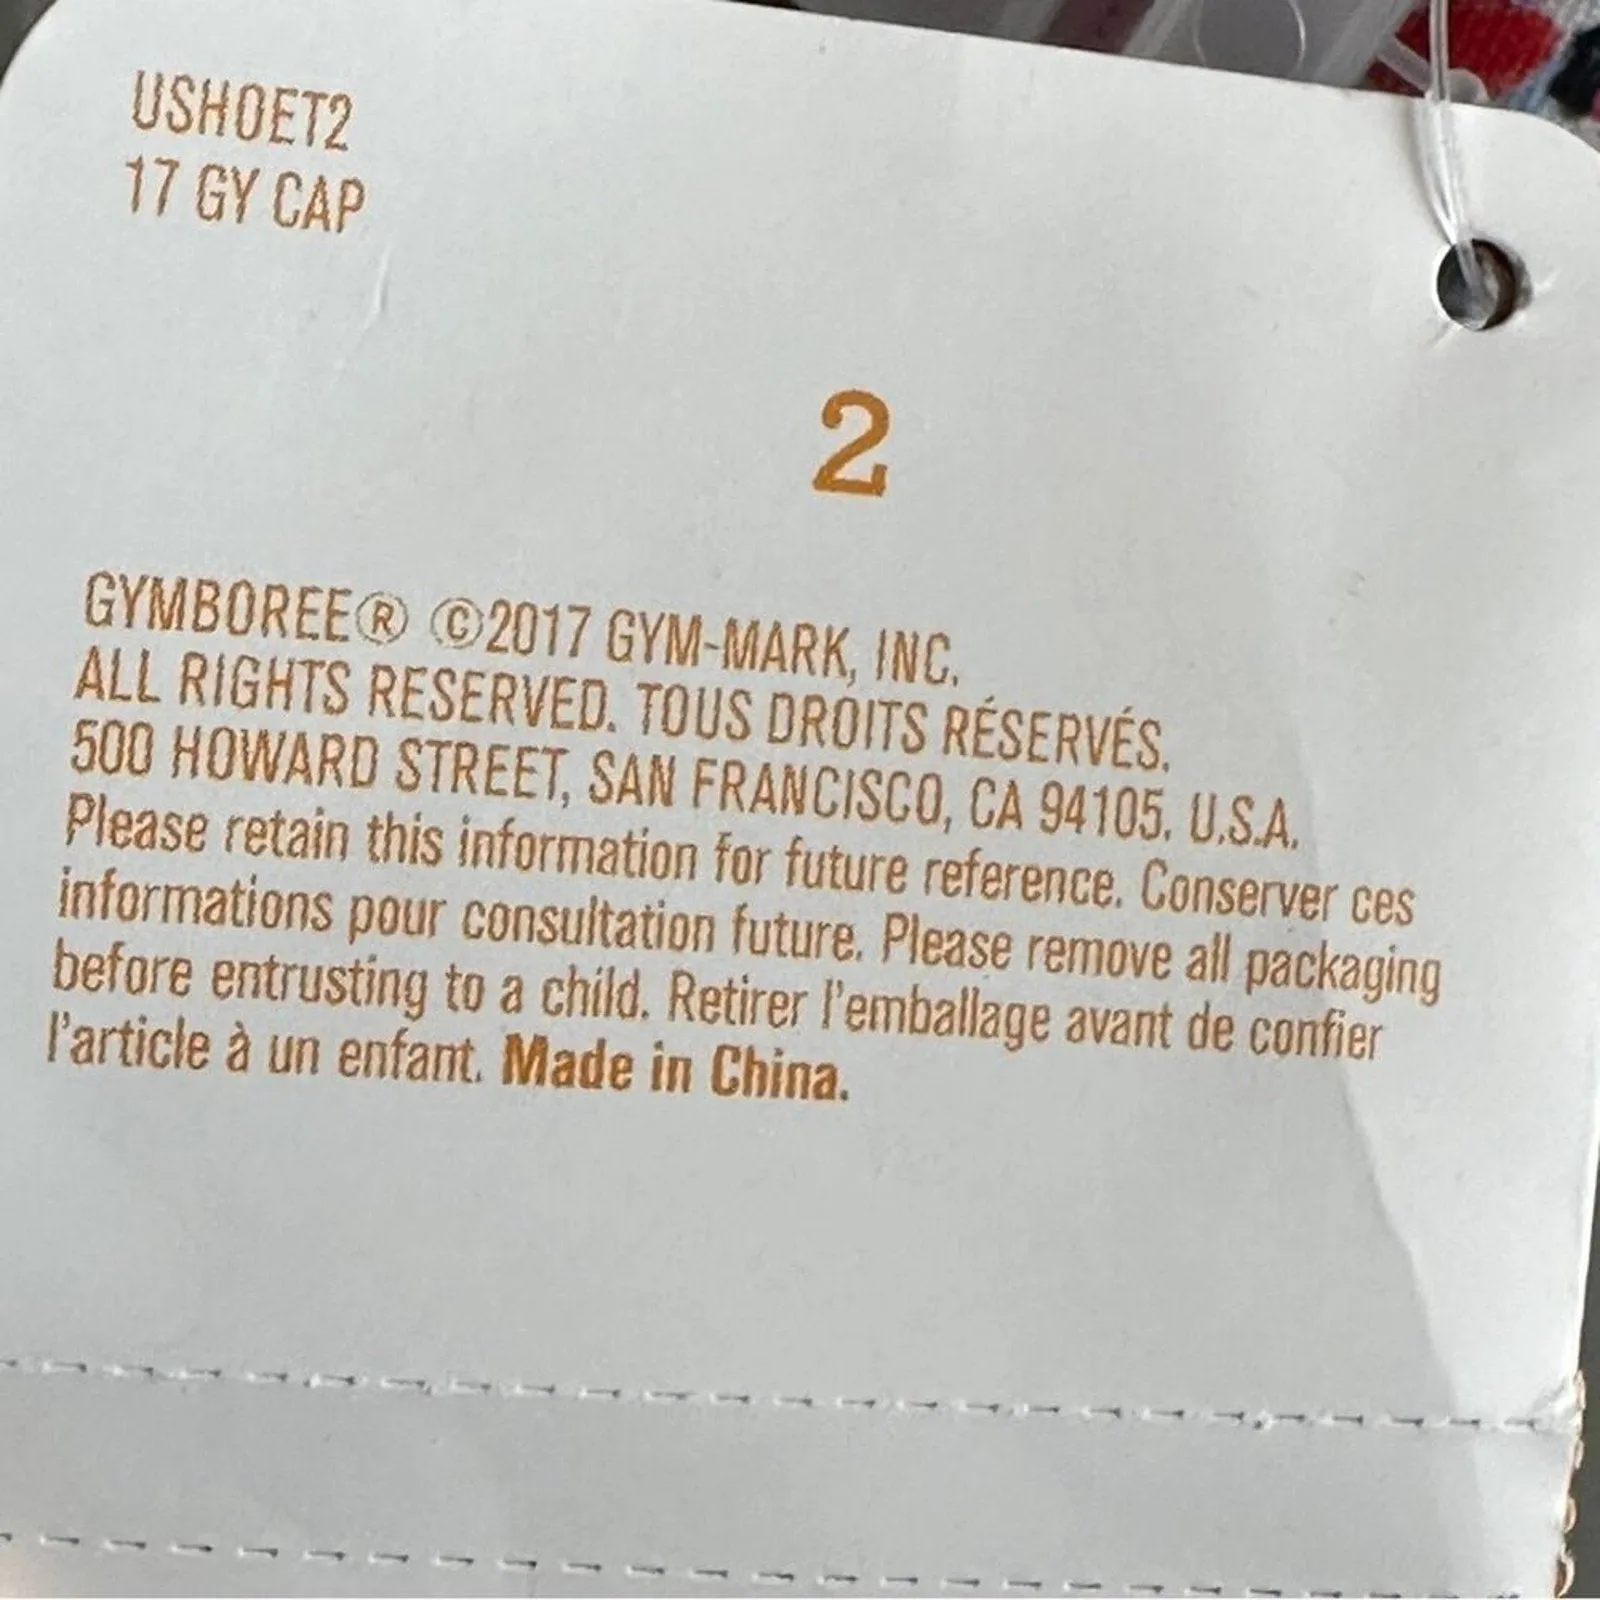 USHOET2
17 GY CAP
2
GYMBOREE® ©2017 GYM-MARK, INC.
ALL RIGHTS RESERVED. TOUS DROITS RÉSERVÉS.
500 HOWARD STREET, SAN FRANCISCO, CA 94105. U.S.A.
Please retain this information for future reference. Conserver ces
informations pour consultation future. Please remove all packaging
before entrusting to a child. Retirer l'emballage avant de confier
l'article à un enfant. Made in China.